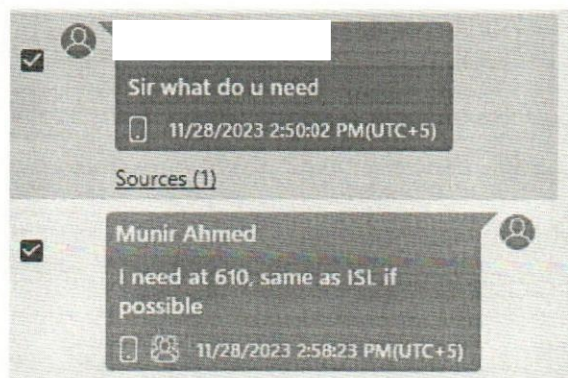 Sir what do u need
11/28/2023 2:50:02 PM(UTC+5)
Sources (1)
Munir Ahmed
I need at 610, same as ISL if
possible
11/28/2023 2:58:23 PM(UTC+5)